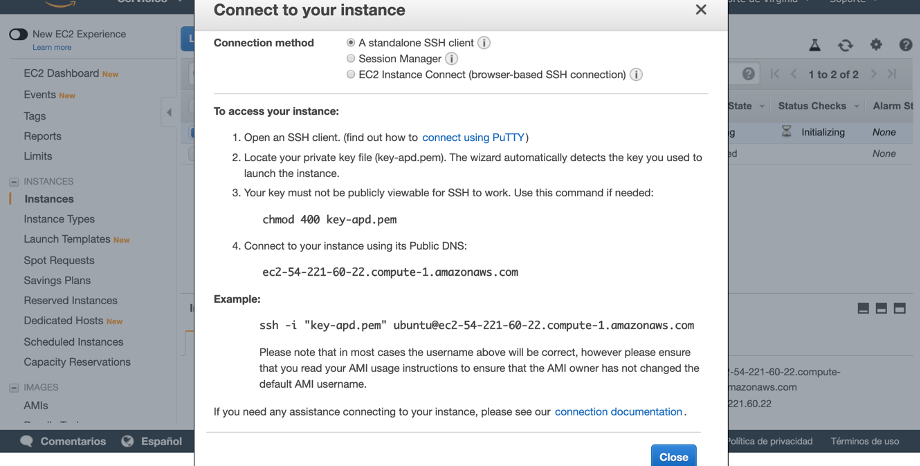 Connect to your instance
New EC2 Experience
Learn more
EC2 Dashboard New
Events New
Tags
Reports
Limits
INSTANCES
Instances
Instance Types
Launch Templates New
Spot Requests
Savings Plans
Reserved Instances
Dedicated Hosts New
Scheduled Instances
Capacity Reservations
IMAGES
AMIs
Comentarios
Español
Connection method
A standalone SSH client
Session Manager
EC2 Instance Connect (browser-based SSH connection)
To access your instance:
1. Open an SSH client. (find out how to connect using PuTTY)
2. Locate your private key file (key-apd.pem). The wizard automatically detects the key you used to
launch the instance.
3. Your key must not be publicly viewable for SSH to work. Use this command if needed:
chmod 400 key-apd.pem
4. Connect to your instance using its Public DNS:
ec2-54-221-60-22.compute-1.amazonaws.com
Example:
ssh -i "key-apd.pem" ubuntu@ec2-54-221-60-22.compute-1.amazonaws.com
Please note that in most cases the username above will be correct, however please ensure
that you read your AMI usage instructions to ensure that the AMI owner has not changed the
default AMI username.
If you need any assistance connecting to your instance, please see our connection documentation.
Close
1 to 2 of 2
State Status Checks Alarm St
Initializing None
None
-54-221-60-22.compute-
mazonaws.com
221.60.22
Política de privacidad Términos de uso